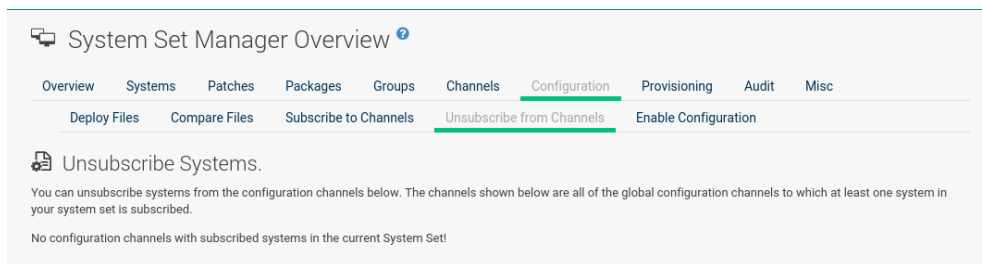 System Set Manager Overview ?
Overview Systems Patches Packages Groups Channels Configuration Provisioning Audit Misc
Deploy Files Compare Files Subscribe to Channels Unsubscribe from Channels Enable Configuration
Unsubscribe Systems.
You can unsubscribe systems from the configuration channels below. The channels shown below are all of the global configuration channels to which at least one system in
your system set is subscribed.
No configuration channels with subscribed systems in the current System Set!